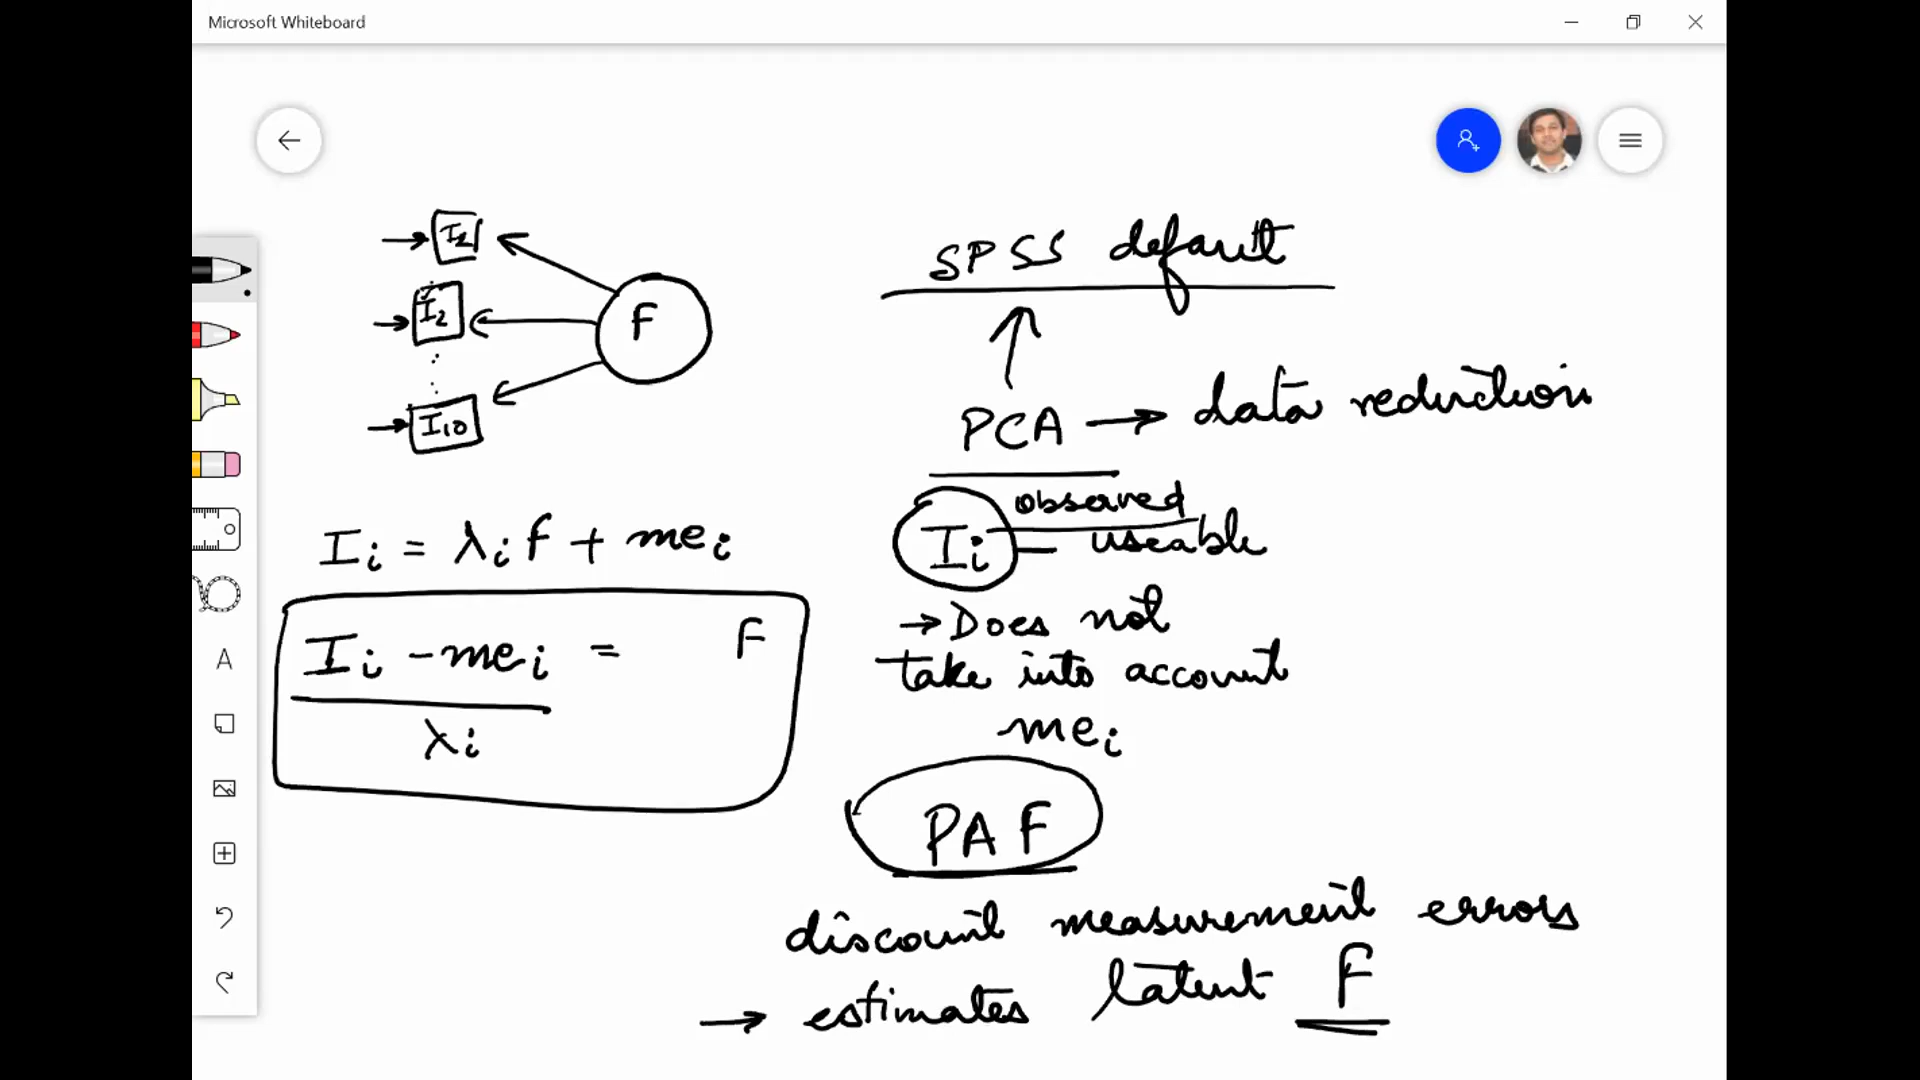 Microsoft Whiteboard
I1
I2
I10
F
Ii = λi f + mei
Ii - mei = F
λi
SPSS default
PCA → data reduction
observed
Ii = useable
→ Does not
take into account
mei
PAF
discount measurement errors
→ estimates latent F
A